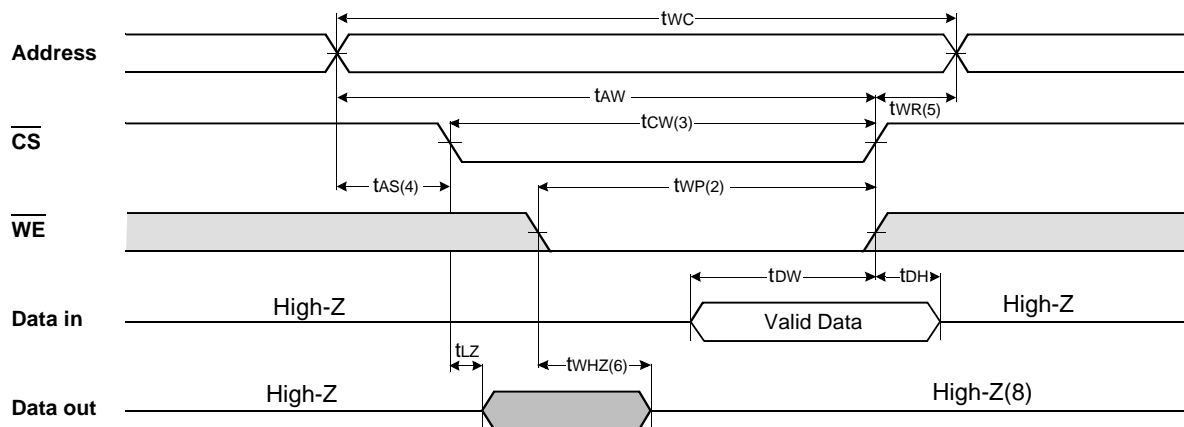 tWC
Address
tAW
tWR(5)
tCW(3)
CS
tAS(4)
tWP(2)
WE
tDW
tDH
High-Z
High-Z
Data in
Valid Data
tLZ
tWHZ(6)
High-Z
High-Z(8)
Data out